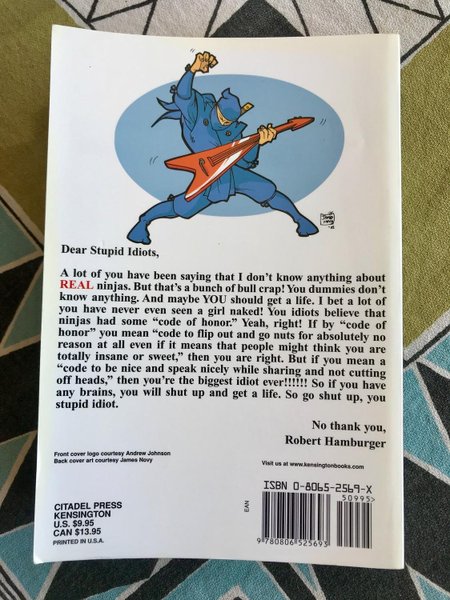 Dear Stupid Idiots,
A lot of you have been saying that I don't know anything about
REAL ninjas. But that's a bunch of bull crap! You dummies don't
know anything. And maybe YOU should get a life. I bet a lot of
you have never even seen a girl naked! You idiots believe that
ninjas had some "code of honor." Yeah, right! If by "code of
honor" you mean "code to flip out and go nuts for absolutely no
reason at all even if it means that people might think you are
totally insane or sweet," then you are right. But if you mean a
"code to be nice and speak nicely while sharing and not cutting
off heads," then you're the biggest idiot ever!!!!!! So if you have
any brains, you will shut up and get a life. So go shut up, you
stupid idiot.
No thank you,
Robert Hamburger
Front cover logo courtesy Andrew Johnson
Back cover art courtesy James Novy
Visit us at www.kensingtonbooks.com
CITADEL PRESS
KENSINGTON
U.S. $9.95
CAN $13.95
PRINTED IN U.S.A.
EAN
ISBN 0-8065-2569-X
50995>
9 780806 525693